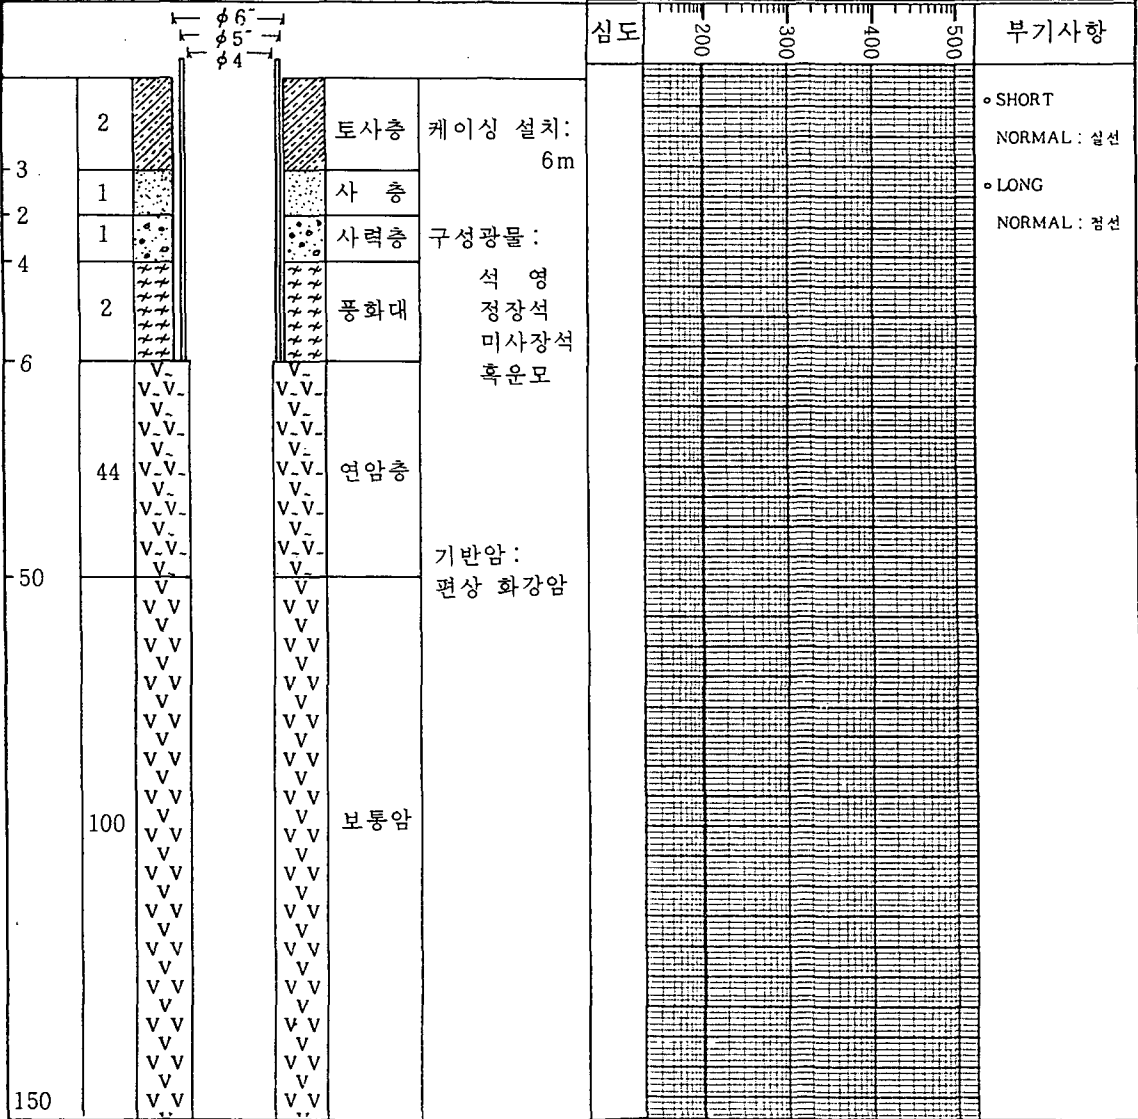 φ6"
φ5"
φ4
심도
200
300
400
500
부기사항
2
토사층
케이싱 설치:
6m
SHORT
NORMAL : 실선
3
1
사 층
LONG
NORMAL : 점선
2
1
사력층
구성광물 :
4
2
풍화대
석 영
정장석
미사장석
흑운모
6
44
연암층
기반암 :
편상 화강암
50
100
보통암
150